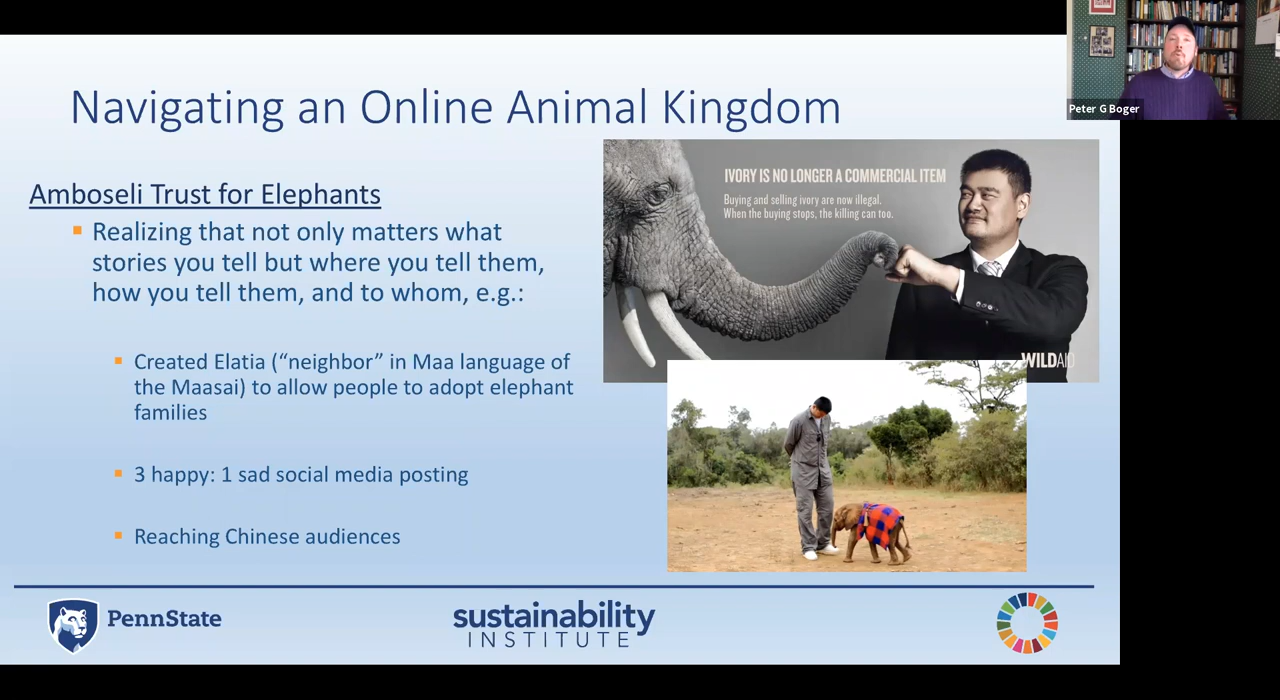 Peter G Boger
Navigating an Online Animal Kingdom
Amboseli Trust for Elephants
Realizing that not only matters what
stories you tell but where you tell them,
how you tell them, and to whom, e.g.:
Created Elatia (“neighbor” in Maa language of
the Maasai) to allow people to adopt elephant
families
3 happy: 1 sad social media posting
Reaching Chinese audiences
IVORY IS NO LONGER A COMMERCIAL ITEM
Buying and selling ivory are now illegal.
When the buying stops, the killing can too.
WILDAID
PennState
sustainability
INSTITUTE